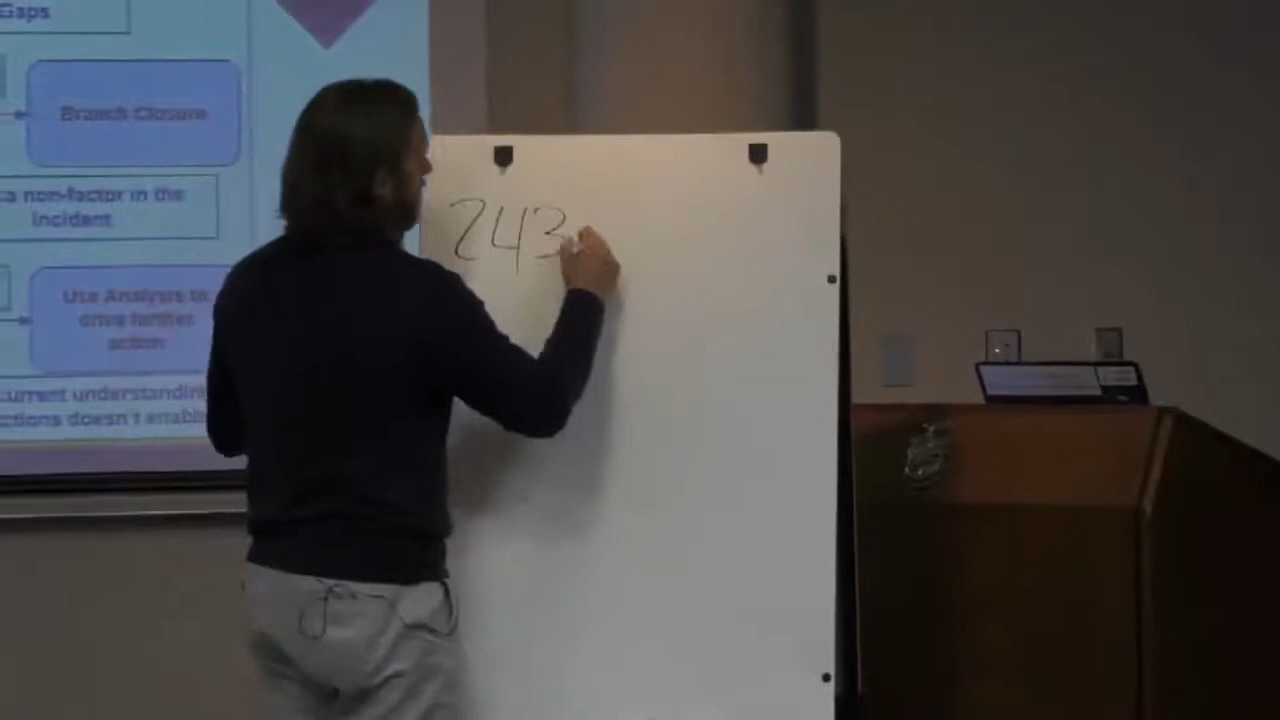 Gaps
Branch Closure
a non-factor in the
incident
Use Analysis to
drive further
action
current understanding
ctions doesn't enable
243